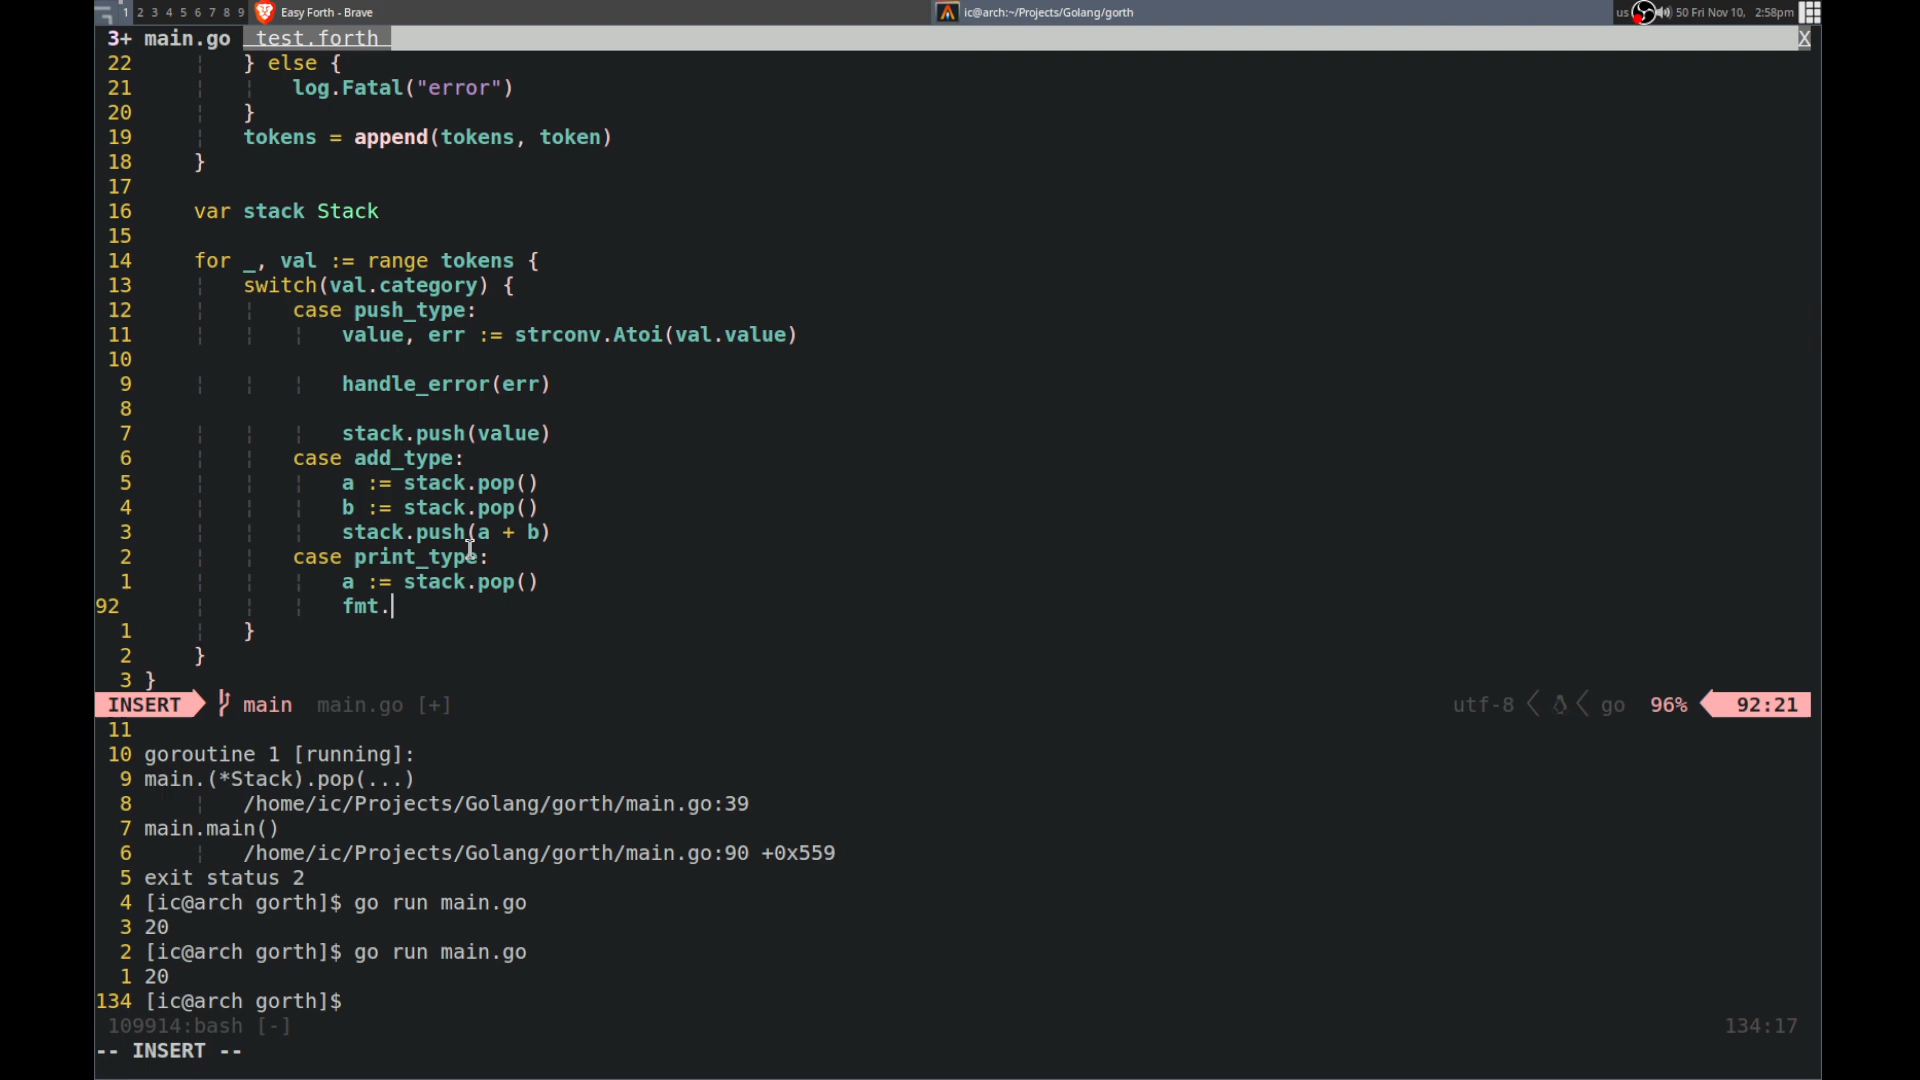 1 2 3 4 5 6 7 8 9 Easy Forth - Brave ic@arch:~/Projects/Golang/gorth us 50 Fri Nov 10, 2:58pm
3+ main.go test.forth X
22 } else {
21 log.Fatal("error")
20 }
19 tokens = append(tokens, token)
18 }
17
16 var stack Stack
15
14 for _, val := range tokens {
13 switch(val.category) {
12 case push_type:
11 value, err := strconv.Atoi(val.value)
10
9 handle_error(err)
8
7 stack.push(value)
6 case add_type:
5 a := stack.pop()
4 b := stack.pop()
3 stack.push(a + b)
2 case print_type:
1 a := stack.pop()
92 fmt.
1 }
2 }
3 }
INSERT main main.go [+] utf-8 go 96% 92:21
11
10 goroutine 1 [running]:
9 main.(*Stack).pop(...)
8 /home/ic/Projects/Golang/gorth/main.go:39
7 main.main()
6 /home/ic/Projects/Golang/gorth/main.go:90 +0x559
5 exit status 2
4 [ic@arch gorth]$ go run main.go
3 20
2 [ic@arch gorth]$ go run main.go
1 20
134 [ic@arch gorth]$
109914:bash [-] 134:17
-- INSERT --